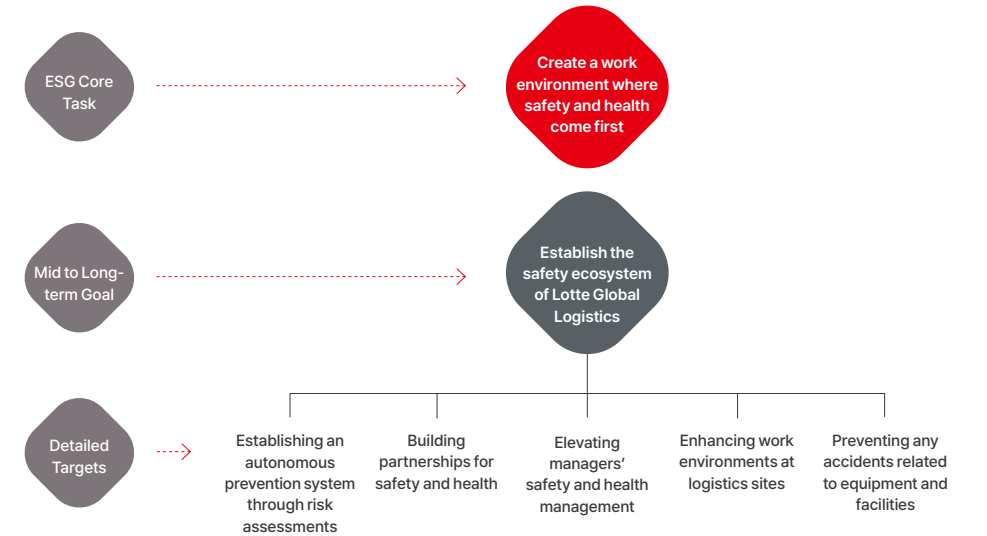 ESG Core
Task
Create a work
environment where
safety and health
come first
Mid to Long-
term Goal
Establish the
safety ecosystem
of Lotte Global
Logistics
Detailed
Targets
Establishing an
autonomous
prevention system
through risk
assessments
Building
partnerships for
safety and health
Elevating
managers’
safety and health
management
Enhancing work
environments at
logistics sites
Preventing any
accidents related
to equipment and
facilities